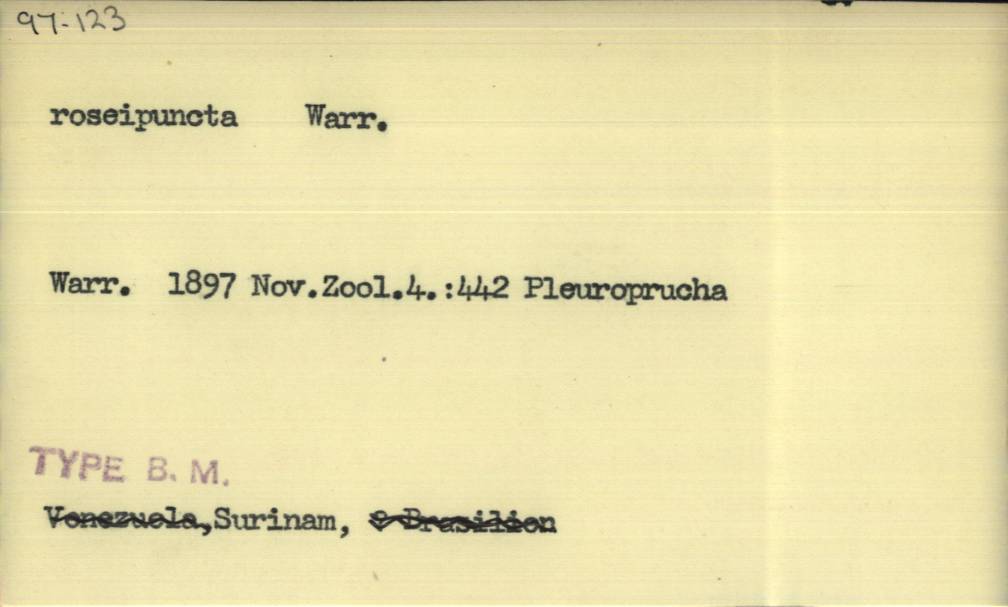 97-123
roseipuncta Warr.
Warr. 1897 Nov.Zool.4.:442 Pleuroprucha
TYPE B. M.
Venezuela,Surinam, O Brasilien